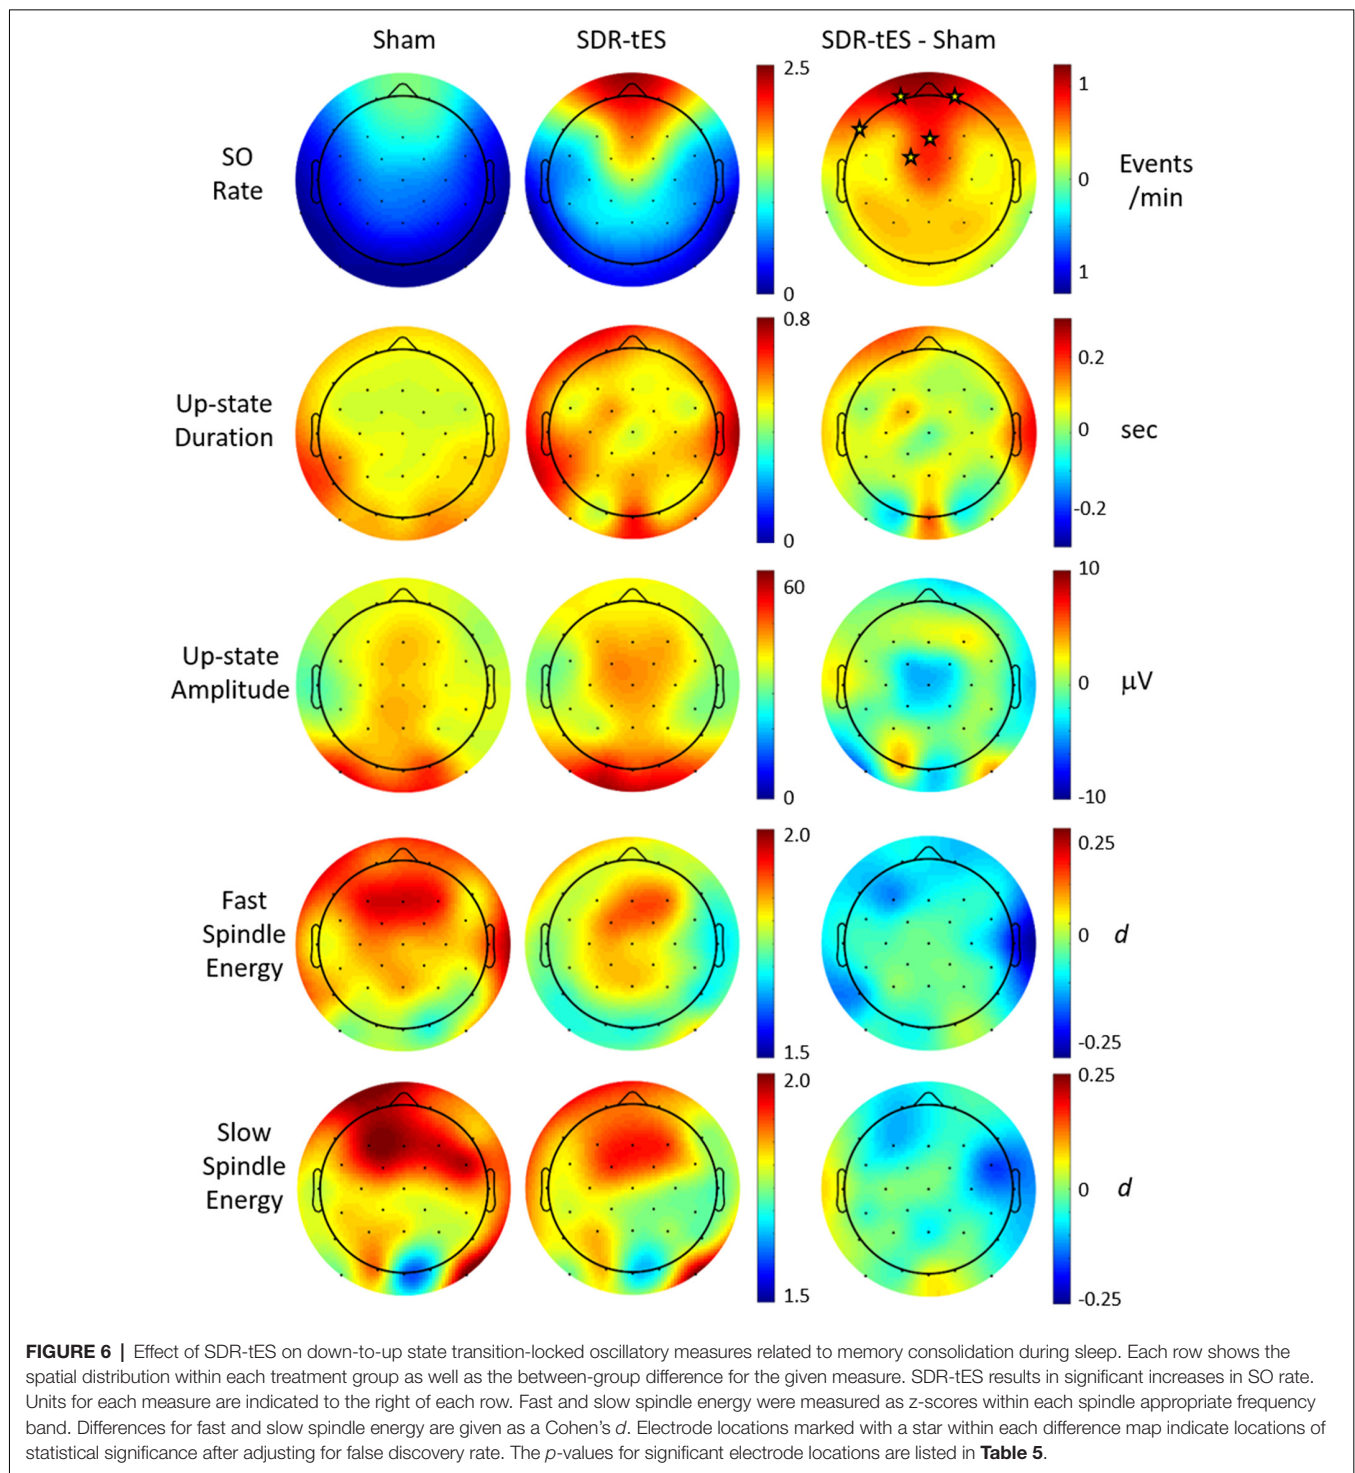 Sham SDR-tES SDR-tES - Sham
SO
Rate
2.5
0
1
0
1
Events
/min
Up-state
Duration
0.8
0
0.2
0
-0.2
sec
Up-state
Amplitude
60
0
10
0
-10
µV
Fast
Spindle
Energy
2.0
1.5
0.25
0
-0.25
d
Slow
Spindle
Energy
2.0
1.5
0.25
0
-0.25
d
FIGURE 6 | Effect of SDR-tES on down-to-up state transition-locked oscillatory measures related to memory consolidation during sleep. Each row shows the
spatial distribution within each treatment group as well as the between-group difference for the given measure. SDR-tES results in significant increases in SO rate.
Units for each measure are indicated to the right of each row. Fast and slow spindle energy were measured as z-scores within each spindle appropriate frequency
band. Differences for fast and slow spindle energy are given as a Cohen's d. Electrode locations marked with a star within each difference map indicate locations of
statistical significance after adjusting for false discovery rate. The p-values for significant electrode locations are listed in Table 5.